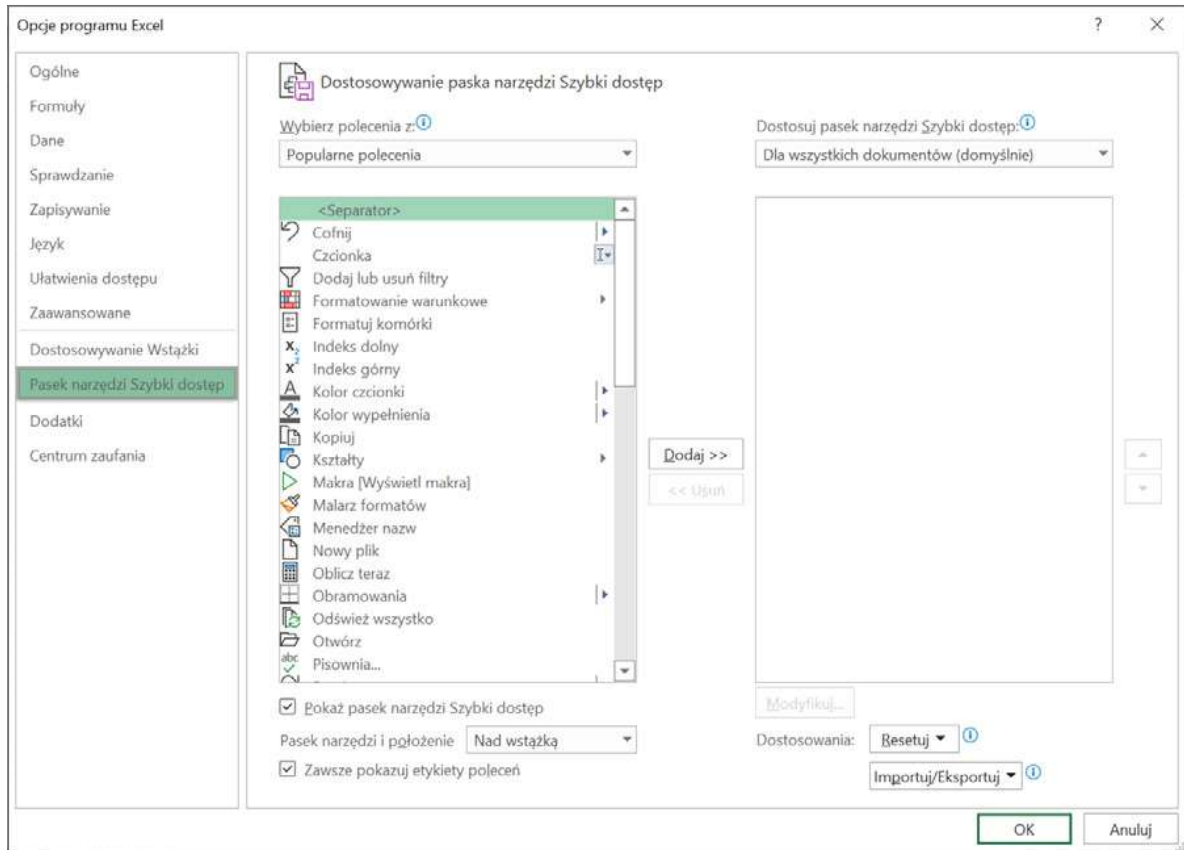 Opcje programu Excel
?
Ogólne
Formuły
Dane
Sprawdzanie
Zapisywanie
Język
Ułatwienia dostępu
Zaawansowane
Dostosowywanie Wstążki
Pasek narzędzi Szybki dostęp
Dodatki
Centrum zaufania
Dostosowywanie paska narzędzi Szybki dostęp
Wybierz polecenia z:
Popularne polecenia
<Separator>
Cofnij
Czcionka
Dodaj lub usuń filtry
Formatowanie warunkowe
Formatuj komórki
Indeks dolny
Indeks górny
Kolor czcionki
Kolor wypełnienia
Kopiuj
Kształty
Makra [Wyświetl makra]
Malarz formatów
Menedżer nazw
Nowy plik
Oblicz teraz
Obramowania
Odśwież wszystko
Otwórz
abc
Pisownia...
Pokaż pasek narzędzi Szybki dostęp
Pasek narzędzi i położenie
Nad wstążką
Zawsze pokazuj etykiety poleceń
Dodaj >>
<< Usuń
Dostosuj pasek narzędzi Szybki dostęp:
Dla wszystkich dokumentów (domyślnie)
Modyfikuj...
Dostosowania:
Resetuj
Importuj/Eksportuj
OK
Anuluj